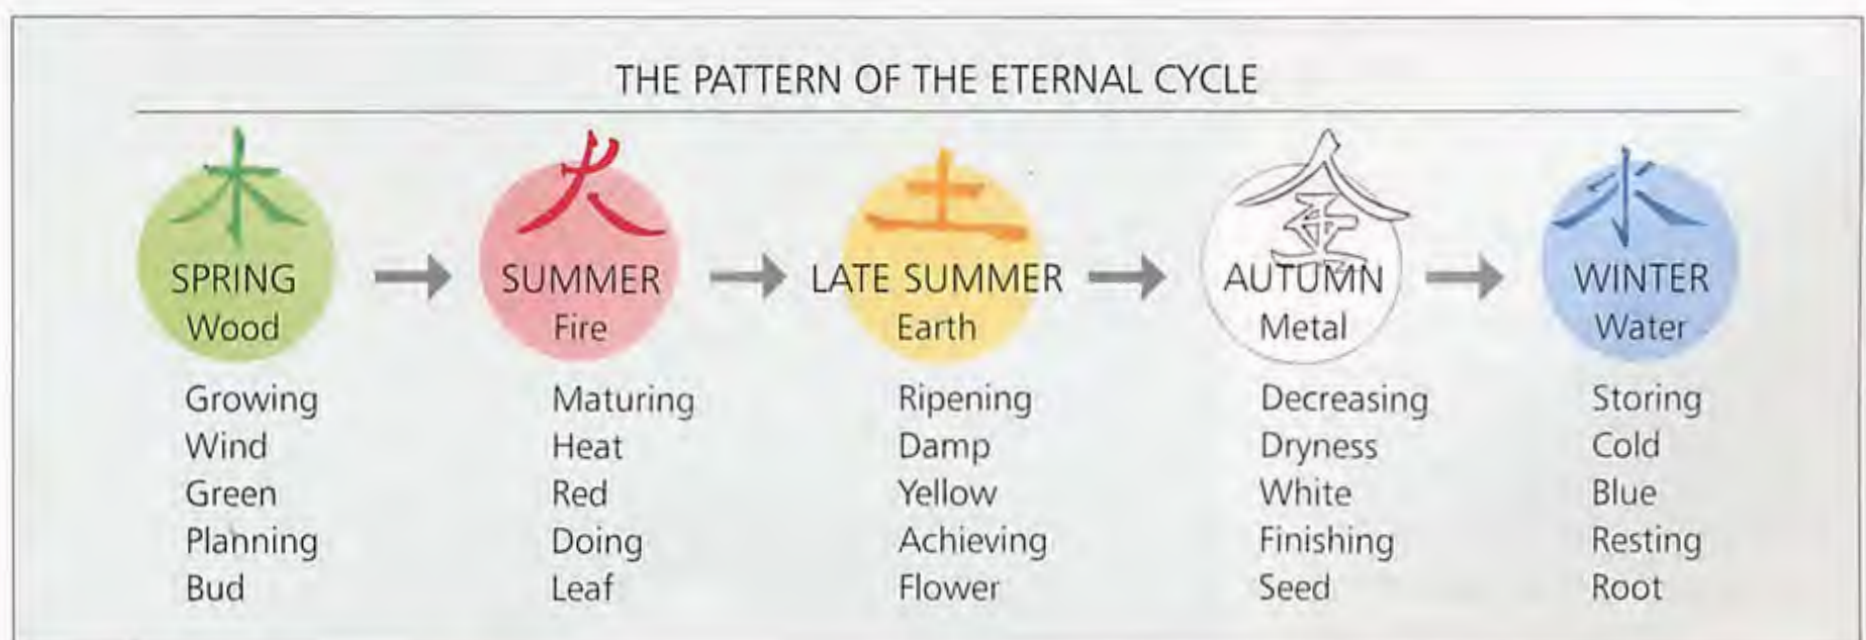 THE PATTERN OF THE ETERNAL CYCLE
木
SPRING
Wood
Growing
Wind
Green
Planning
Bud
火
SUMMER
Fire
Maturing
Heat
Red
Doing
Leaf
土
LATE SUMMER
Earth
Ripening
Damp
Yellow
Achieving
Flower
金
AUTUMN
Metal
Decreasing
Dryness
White
Finishing
Seed
水
WINTER
Water
Storing
Cold
Blue
Resting
Root